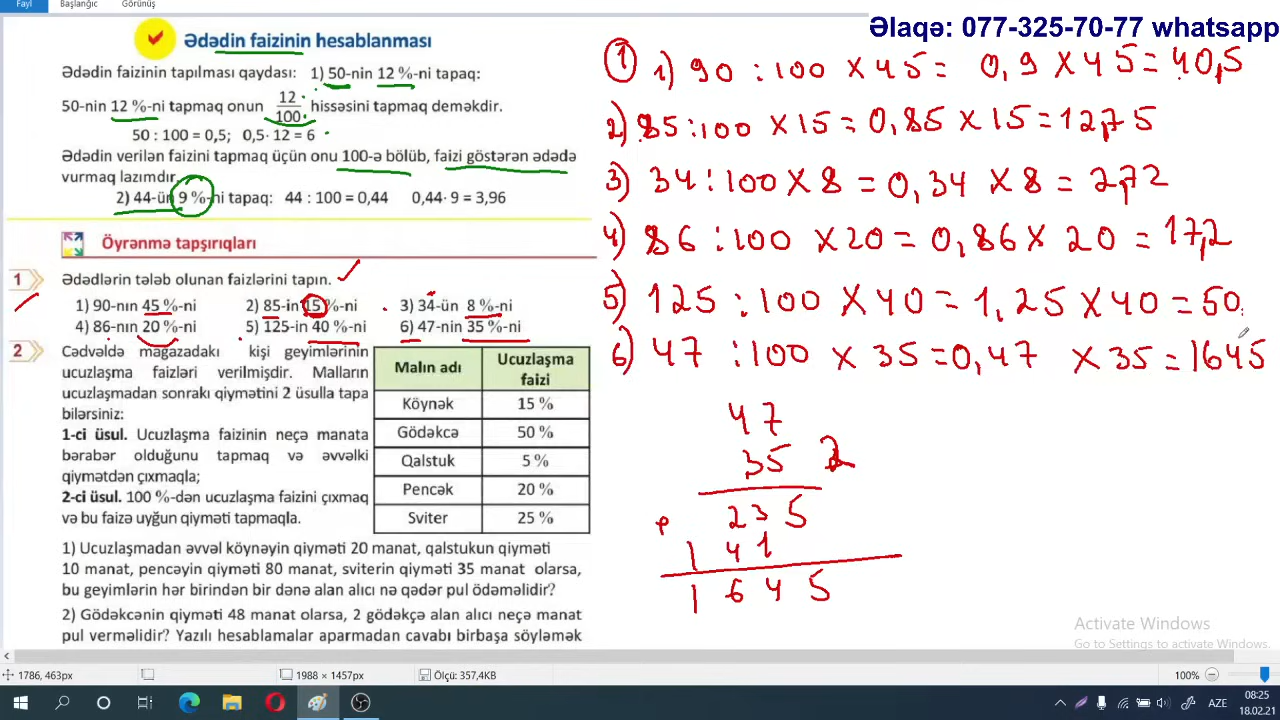 Fayl Başlanğıc Görünüş
Əlaqə: 077-325-70-77 whatsapp
Ədədin faizinin hesablanması
Ədədin faizinin tapılması qaydası: 1) 50-nin 12 %-ni tapaq:
50-nin 12 %-ni tapmaq onun 12/100 hissəsini tapmaq deməkdir.
50 : 100 = 0,5; 0,5· 12 = 6
Ədədin verilən faizini tapmaq üçün onu 100-ə bölüb, faizi göstərən ədədə
vurmaq lazımdır.
2) 44-ün 9 %-ni tapaq: 44 : 100 = 0,44 0,44· 9 = 3,96
Öyrənmə tapşırıqları
1 Ədədlərin tələb olunan faizlərini tapın.
1) 90-nın 45 %-ni 2) 85-in 15 %-ni 3) 34-ün 8 %-ni
4) 86-nın 20 %-ni 5) 125-in 40 %-ni 6) 47-nin 35 %-ni
2 Cədvəldə mağazadakı kişi geyimlərinin
ucuzlaşma faizləri verilmişdir. Malların
ucuzlaşmadan sonrakı qiymətini 2 üsulla tapa
bilərsiniz:
1-ci üsul. Ucuzlaşma faizinin neçə manata
bərabər olduğunu tapmaq və əvvəlki
qiymətdən çıxmaqla;
2-ci üsul. 100 %-dən ucuzlaşma faizini çıxmaq
və bu faizə uyğun qiyməti tapmaqla.
Malın adı Ucuzlaşma faizi
Köynək 15 %
Gödəkcə 50 %
Qalstuk 5 %
Pencək 20 %
Sviter 25 %
1) Ucuzlaşmadan əvvəl köynəyin qiyməti 20 manat, qalstukun qiyməti
10 manat, pencəyin qiyməti 80 manat, sviterin qiyməti 35 manat olarsa,
bu geyimlərin hər birindən bir dənə alan alıcı nə qədər pul ödəməlidir?
2) Gödəkcənin qiyməti 48 manat olarsa, 2 gödəkçə alan alıcı neçə manat
pul verməlidir? Yazılı hesablamalar aparmadan cavabı birbaşa söyləmək
1 1) 90 : 100 × 45 = 0,9 × 45 = 40,5
2) 85 : 100 × 15 = 0,85 × 15 = 12,75
3) 34 : 100 × 8 = 0,34 × 8 = 2,72
4) 86 : 100 × 20 = 0,86 × 20 = 17,2
5) 125 : 100 × 40 = 1,25 × 40 = 50
6) 47 : 100 × 35 = 0,47 × 35 = 1645
47
35
235
141
1645
Activate Windows
Go to Settings to activate Windows.
1786, 463px 1988 × 1457px Ölçü: 357,4KB 100%
AZE 08:25
18.02.21